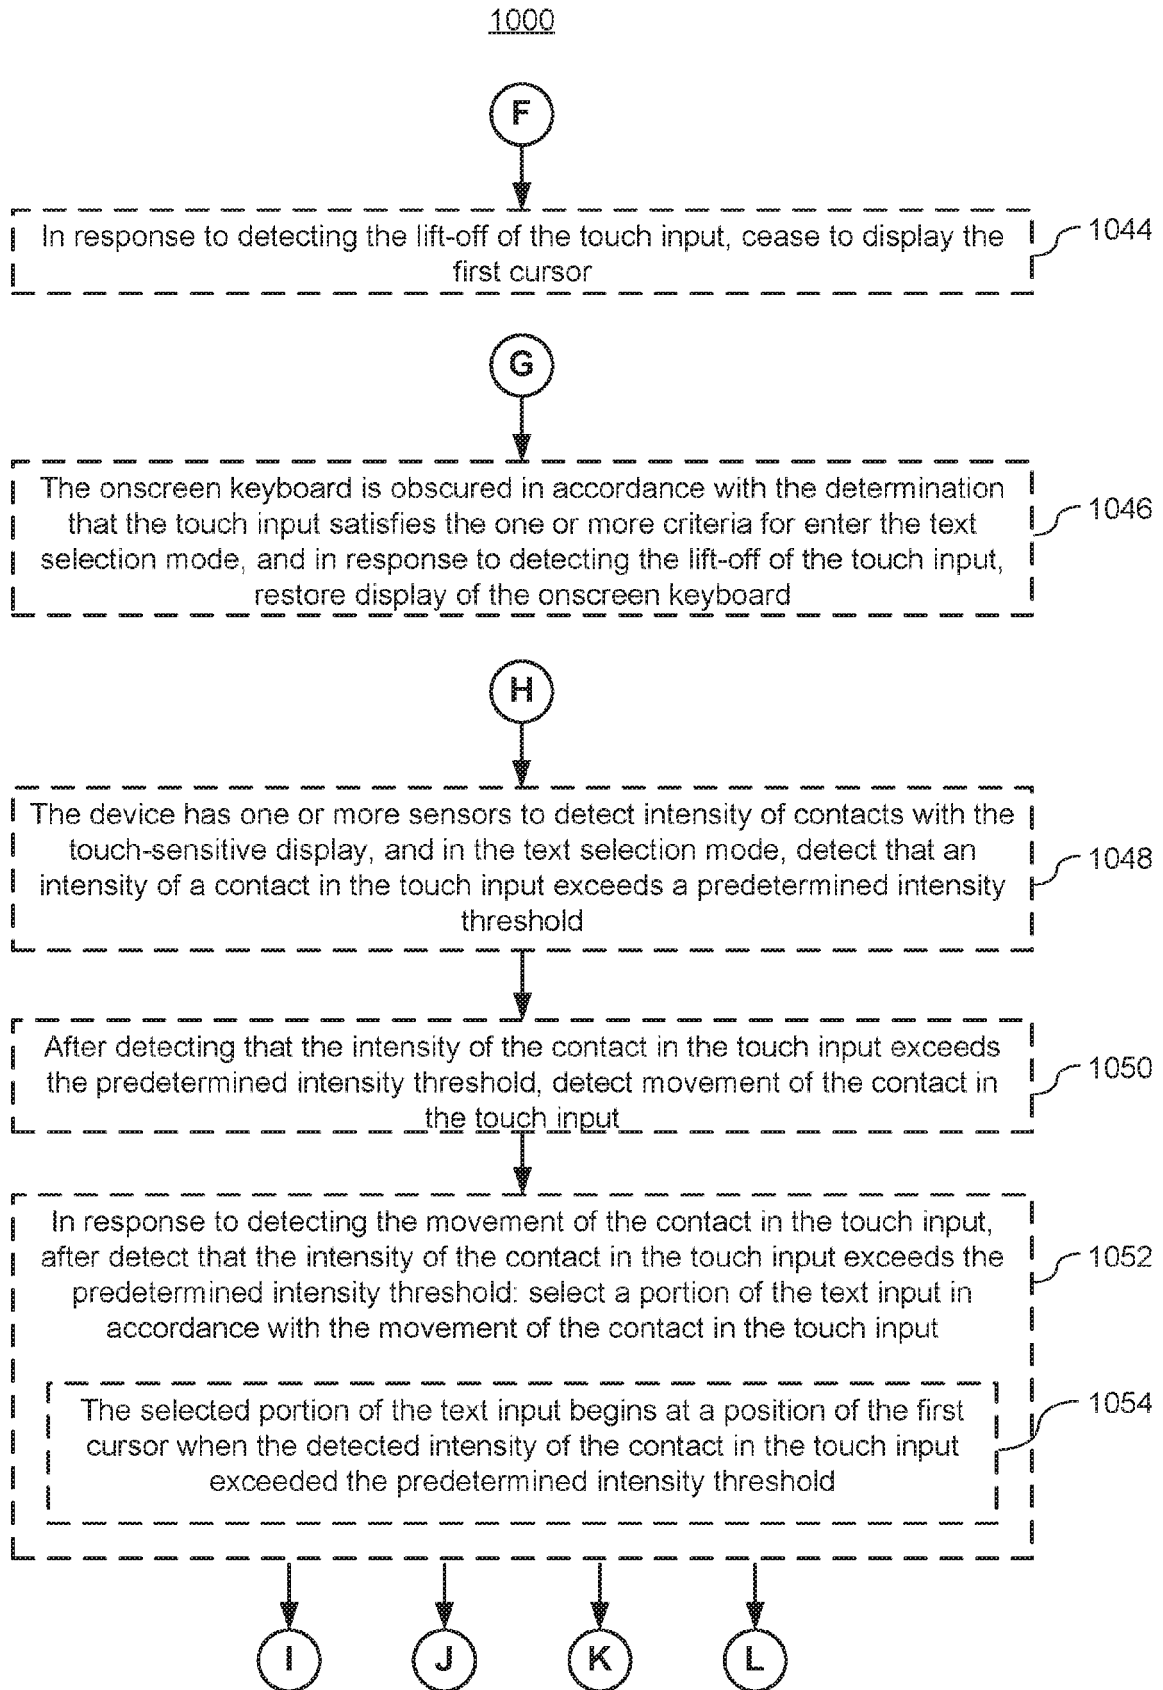 1000
F
In response to detecting the lift-off of the touch input, cease to display the
first cursor
1044
G
The onscreen keyboard is obscured in accordance with the determination
that the touch input satisfies the one or more criteria for enter the text
selection mode, and in response to detecting the lift-off of the touch input,
restore display of the onscreen keyboard
1046
H
The device has one or more sensors to detect intensity of contacts with the
touch-sensitive display, and in the text selection mode, detect that an
intensity of a contact in the touch input exceeds a predetermined intensity
threshold
1048
After detecting that the intensity of the contact in the touch input exceeds
the predetermined intensity threshold, detect movement of the contact in
the touch input
1050
In response to detecting the movement of the contact in the touch input,
after detect that the intensity of the contact in the touch input exceeds the
predetermined intensity threshold: select a portion of the text input in
accordance with the movement of the contact in the touch input
1052
The selected portion of the text input begins at a position of the first
cursor when the detected intensity of the contact in the touch input
exceeded the predetermined intensity threshold
1054
I
J
K
L